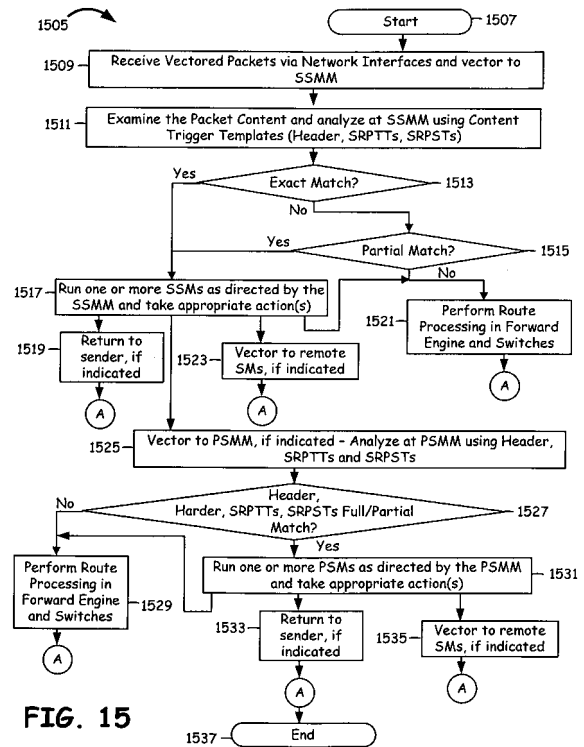 1505
Start
1507
1509
Receive Vectored Packets via Network Interfaces and vector to
SSMM
1511
Examine the Packet Content and analyze at SSMM using Content
Trigger Templates (Header, SRPTTs, SRPSTs)
Yes
Exact Match?
1513
No
Yes
Partial Match?
1515
No
1517
Run one or more SSMs as directed by the
SSMM and take appropriate action(s)
1519
Return to
sender, if
indicated
A
1523
Vector to remote
SMs, if indicated
A
1521
Perform Route
Processing in Forward
Engine and Switches
A
1525
Vector to PSMM, if indicated – Analyze at PSMM using Header,
SRPTTs and SRPSTs
No
Header,
Harder, SRPTTs, SRPSTs Full/Partial
Match?
1527
Yes
Perform Route
Processing in
Forward Engine
and Switches
1529
A
Run one or more PSMs as directed by the PSMM
and take appropriate action(s)
1531
1533
Return to
sender, if
indicated
A
1535
Vector to remote
SMs, if indicated
A
FIG. 15
1537
End